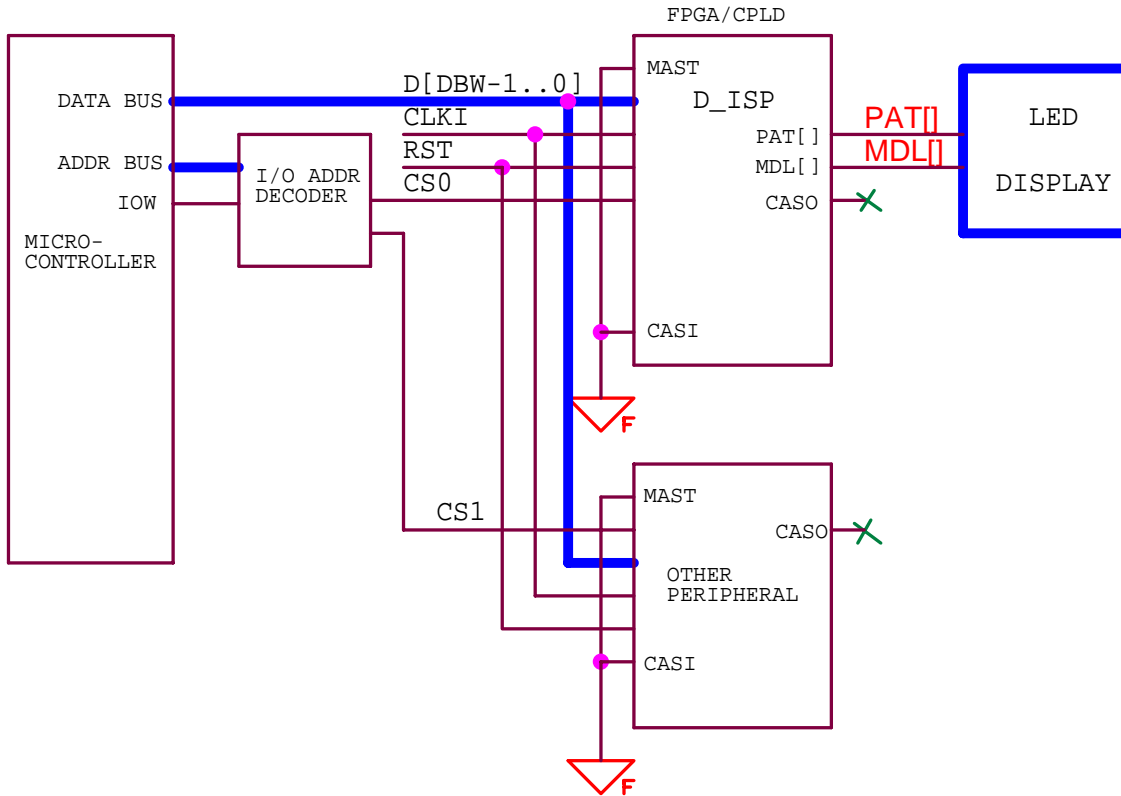 FPGA/CPLD
MAST
D[DBW-1..0]
DATA BUS
D_ISP
CLKI
PAT[]
PAT[ ]
LED
RST
MDL[]
MDL[ ]
ADDR BUS
I/O ADDR
DECODER
CS0
DISPLAY
IOW
CASO
MICRO-
CONTROLLER
CASI
F
MAST
CS1
CASO
OTHER
PERIPHERAL
CASI
F